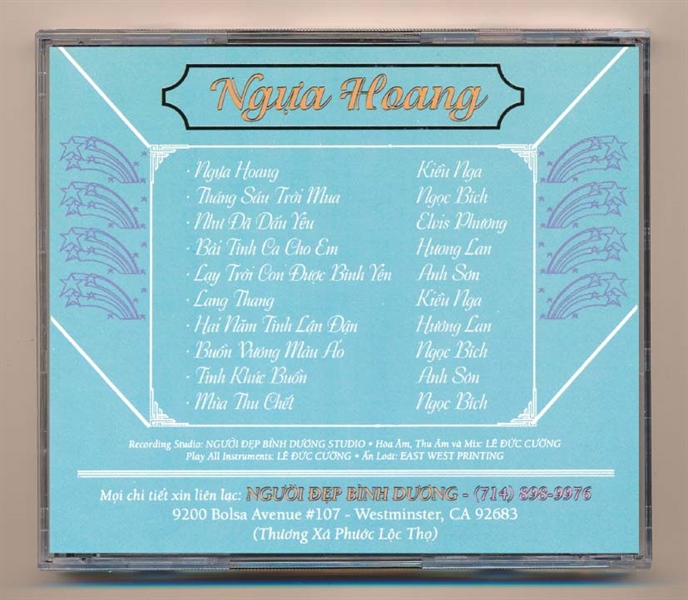 Ngựa Hoang
· Ngựa Hoang Kiều Nga
· Tháng Sáu Trời Mưa Ngọc Bích
· Như Đã Dấu Yêu Elvis Phương
· Bài Tình Ca Cho Em Hương Lan
· Lạy Trời Con Được Bình Yên Anh Sơn
· Lang Thang Kiều Nga
· Hai Năm Tình Lận Đận Hương Lan
· Buồn Vương Màu Áo Ngọc Bích
· Tình Khúc Buồn Anh Sơn
· Mùa Thu Chết Ngọc Bích
Recording Studio: NGƯỜI ĐẸP BÌNH DƯƠNG STUDIO • Hòa Âm, Thu Âm và Mix: LÊ ĐỨC CƯỜNG
Play All Instruments: LÊ ĐỨC CƯỜNG • Ấn Loát: EAST WEST PRINTING
Mọi chi tiết xin liên lạc: NGƯỜI ĐẸP BÌNH DƯƠNG - (714) 898-9976
9200 Bolsa Avenue #107 - Westminster, CA 92683
(Thương Xá Phước Lộc Thọ)